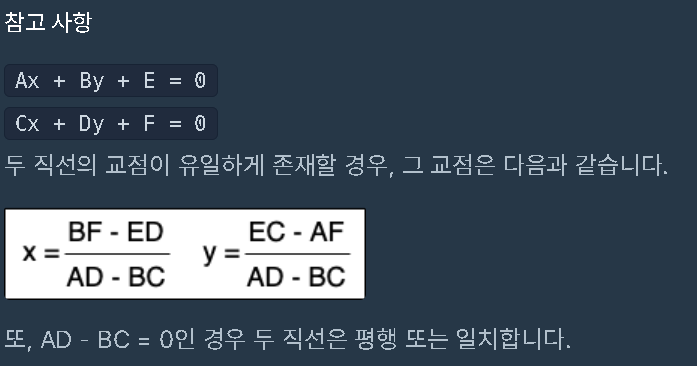 참고 사항
Ax + By + E = 0
Cx + Dy + F = 0
두 직선의 교점이 유일하게 존재할 경우, 그 교점은 다음과 같습니다.
x = BF - ED / AD - BC y = EC - AF / AD - BC
또, AD - BC = 0인 경우 두 직선은 평행 또는 일치합니다.